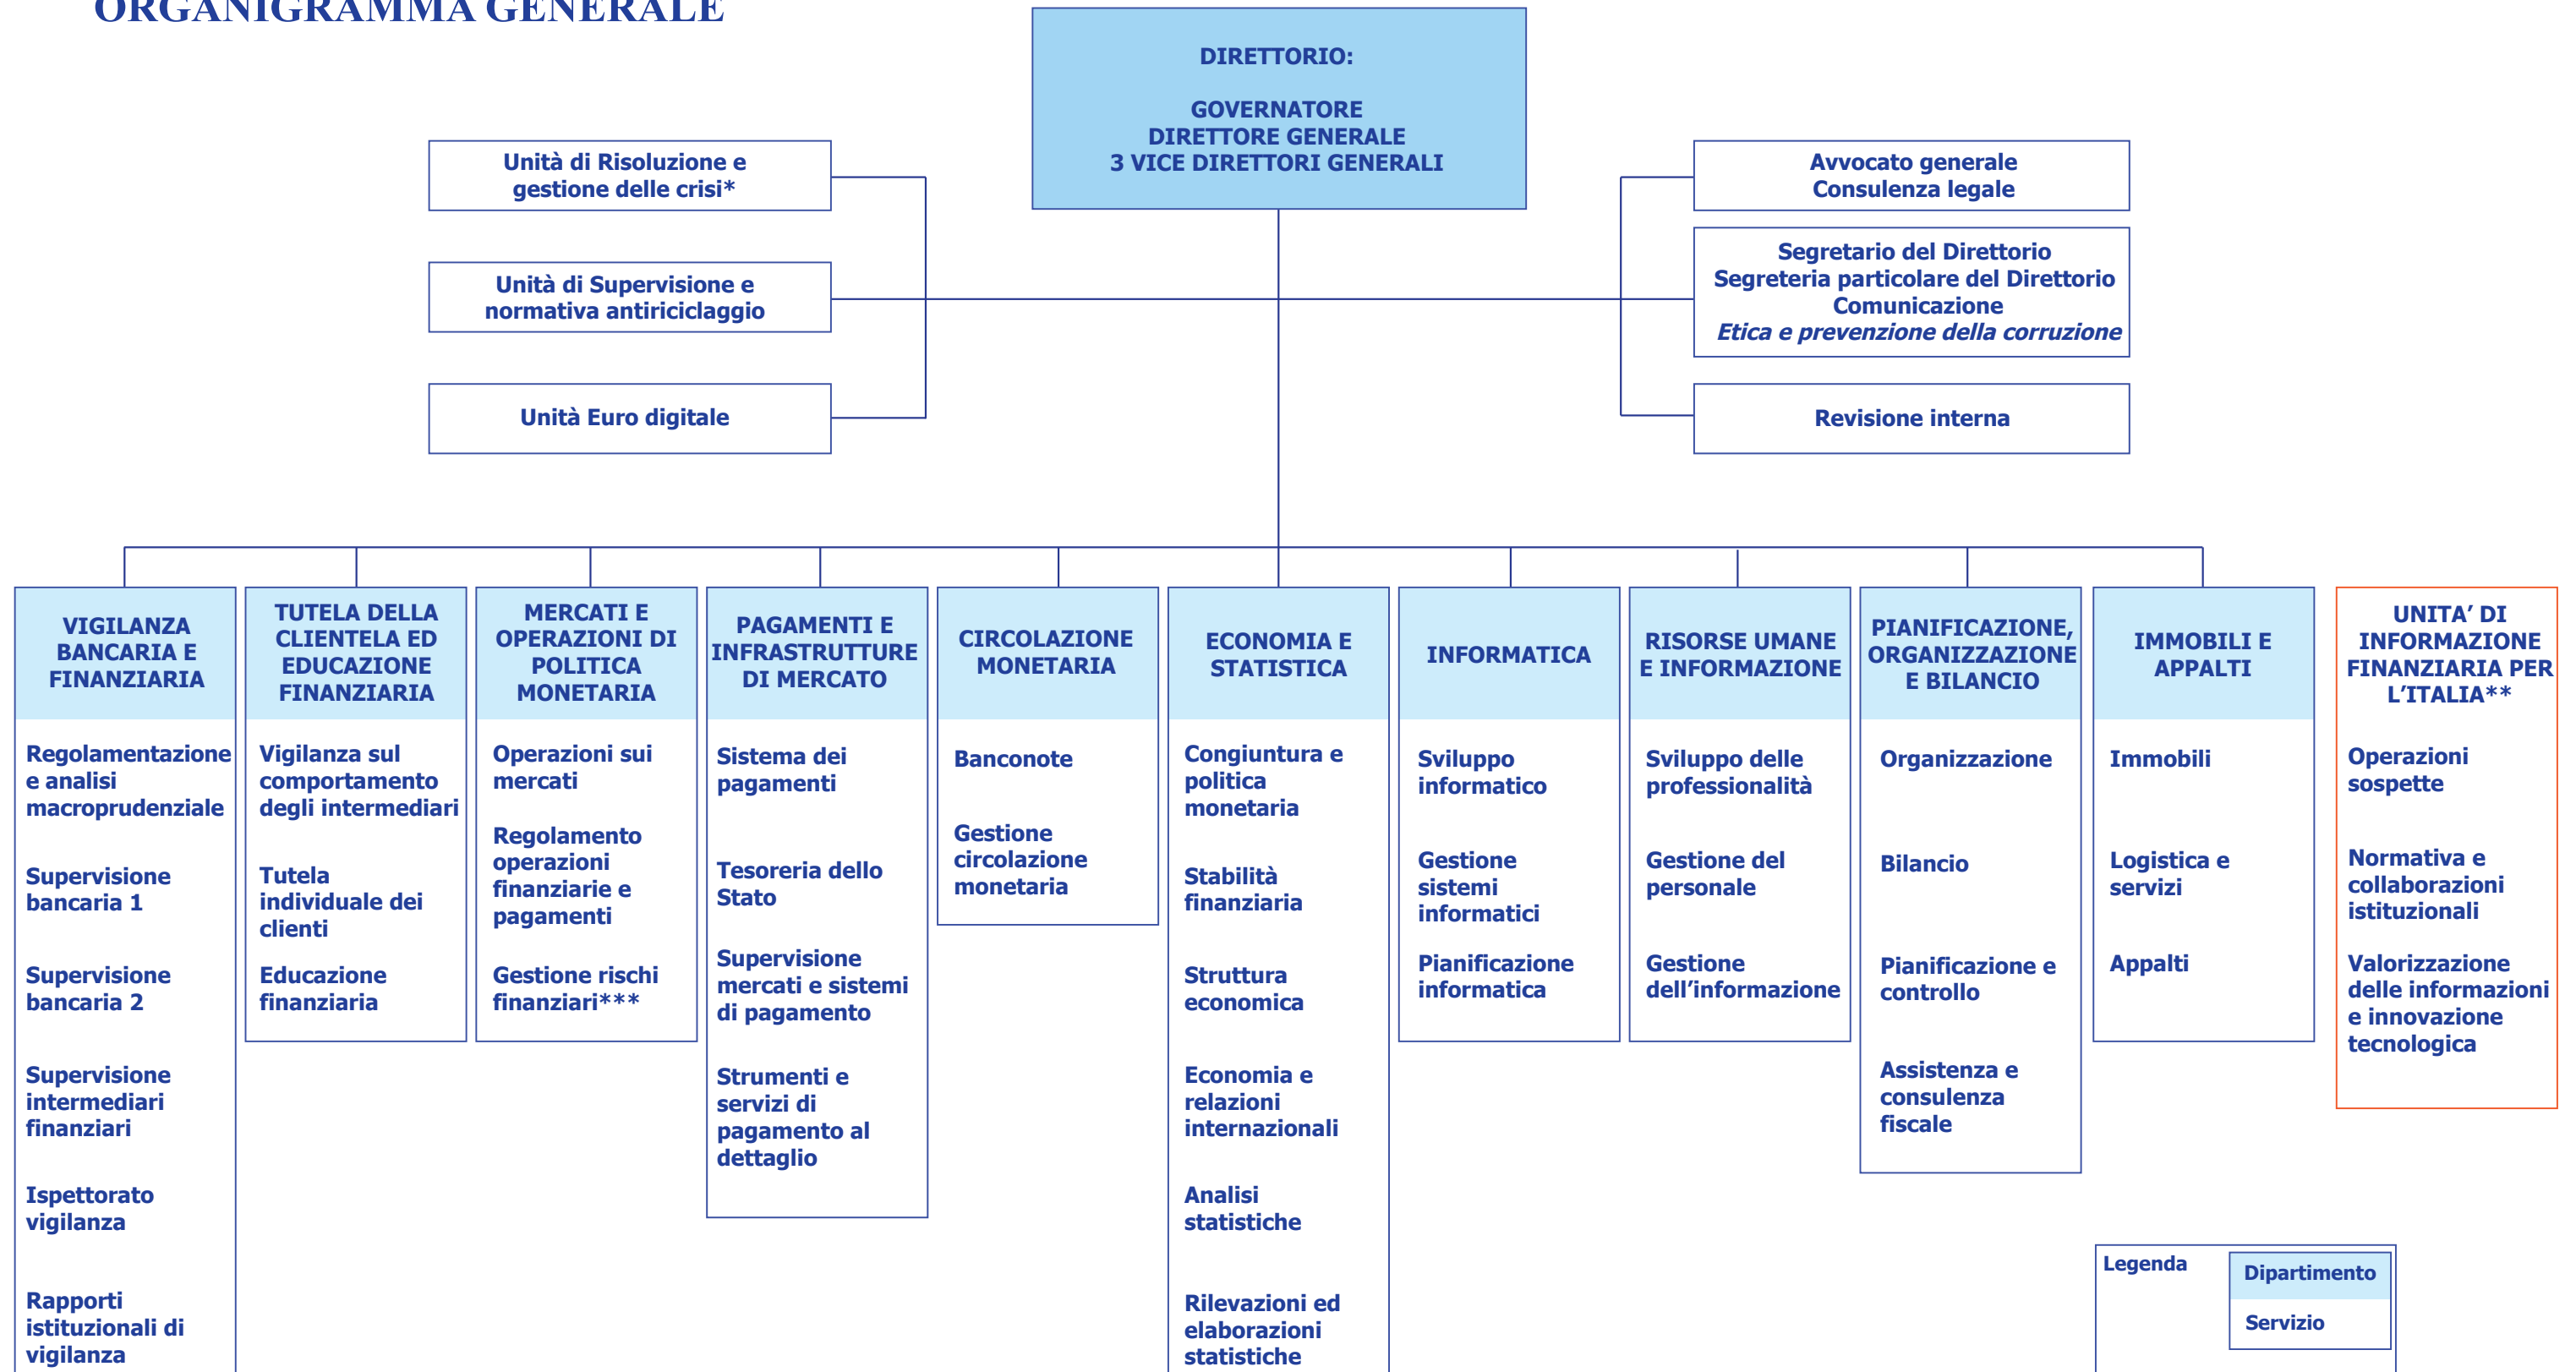 ORGANIGRAMMA GENERALE
DIRETTORIO:
GOVERNATORE
DIRETTORE GENERALE
3 VICE DIRETTORI GENERALI
Unità di Risoluzione e
gestione delle crisi*
Unità di Supervisione e
normativa antiriciclaggio
Unità Euro digitale
Avvocato generale
Consulenza legale
Segretario del Direttorio
Segreteria particolare del Direttorio
Comunicazione
Etica e prevenzione della corruzione
Revisione interna
VIGILANZA
BANCARIA E
FINANZIARIA
Regolamentazione
e analisi
macroprudenziale
Supervisione
bancaria 1
Supervisione
bancaria 2
Supervisione
intermediari
finanziari
Ispettorato
vigilanza
Rapporti
istituzionali di
vigilanza
TUTELA DELLA
CLIENTELA ED
EDUCAZIONE
FINANZIARIA
Vigilanza sul
comportamento
degli intermediari
Tutela
individuale dei
clienti
Educazione
finanziaria
MERCATI E
OPERAZIONI DI
POLITICA
MONETARIA
Operazioni sui
mercati
Regolamento
operazioni
finanziarie e
pagamenti
Gestione rischi
finanziari***
PAGAMENTI E
INFRASTRUTTURE
DI MERCATO
Sistema dei
pagamenti
Tesoreria dello
Stato
Supervisione
mercati e sistemi
di pagamento
Strumenti e
servizi di
pagamento al
dettaglio
CIRCOLAZIONE
MONETARIA
Banconote
Gestione
circolazione
monetaria
ECONOMIA E
STATISTICA
Congiuntura e
politica
monetaria
Stabilità
finanziaria
Struttura
economica
Economia e
relazioni
internazionali
Analisi
statistiche
Rilevazioni ed
elaborazioni
statistiche
INFORMATICA
Sviluppo
informatico
Gestione
sistemi
informatici
Pianificazione
informatica
RISORSE UMANE
E INFORMAZIONE
Sviluppo delle
professionalità
Gestione del
personale
Gestione
dell’informazione
PIANIFICAZIONE,
ORGANIZZAZIONE
E BILANCIO
Organizzazione
Bilancio
Pianificazione e
controllo
Assistenza e
consulenza
fiscale
IMMOBILI E
APPALTI
Immobili
Logistica e
servizi
Appalti
UNITA’ DI
INFORMAZIONE
FINANZIARIA PER
L’ITALIA**
Operazioni
sospette
Normativa e
collaborazioni
istituzionali
Valorizzazione
delle informazioni
e innovazione
tecnologica
Legenda
Dipartimento
Servizio